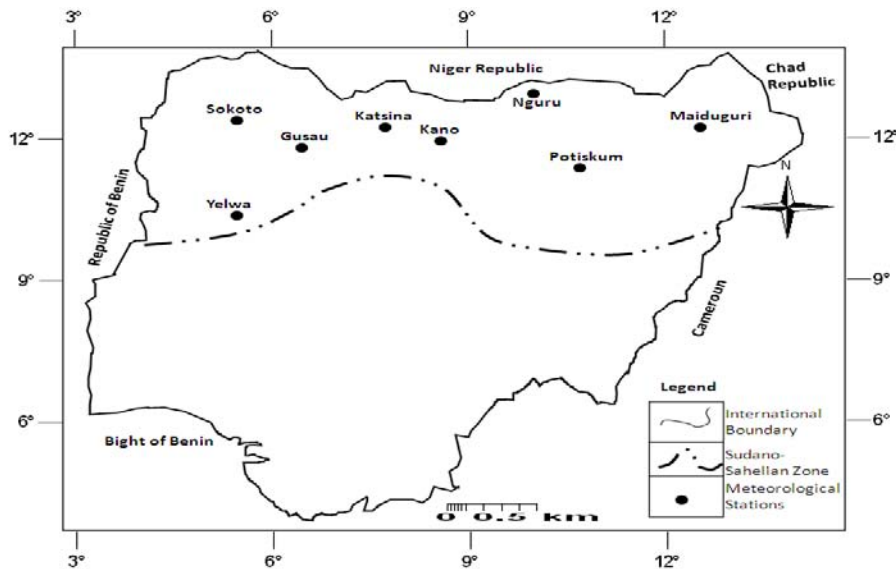 3° 6° 9° 12°
Niger Republic
Chad
Republic
Nguru
Sokoto
Katsina
Maiduguri
Gusau
Kano
12° 12°
Potiskum
N
Yelwa
Republic of Benin
9° 9°
Cameroun
Legend
International
Boundary
6° 6°
Bight of Benin
Sudano-
Sahelian Zone
Meteorological
Stations
0 0.5 km
3° 6° 9° 12°